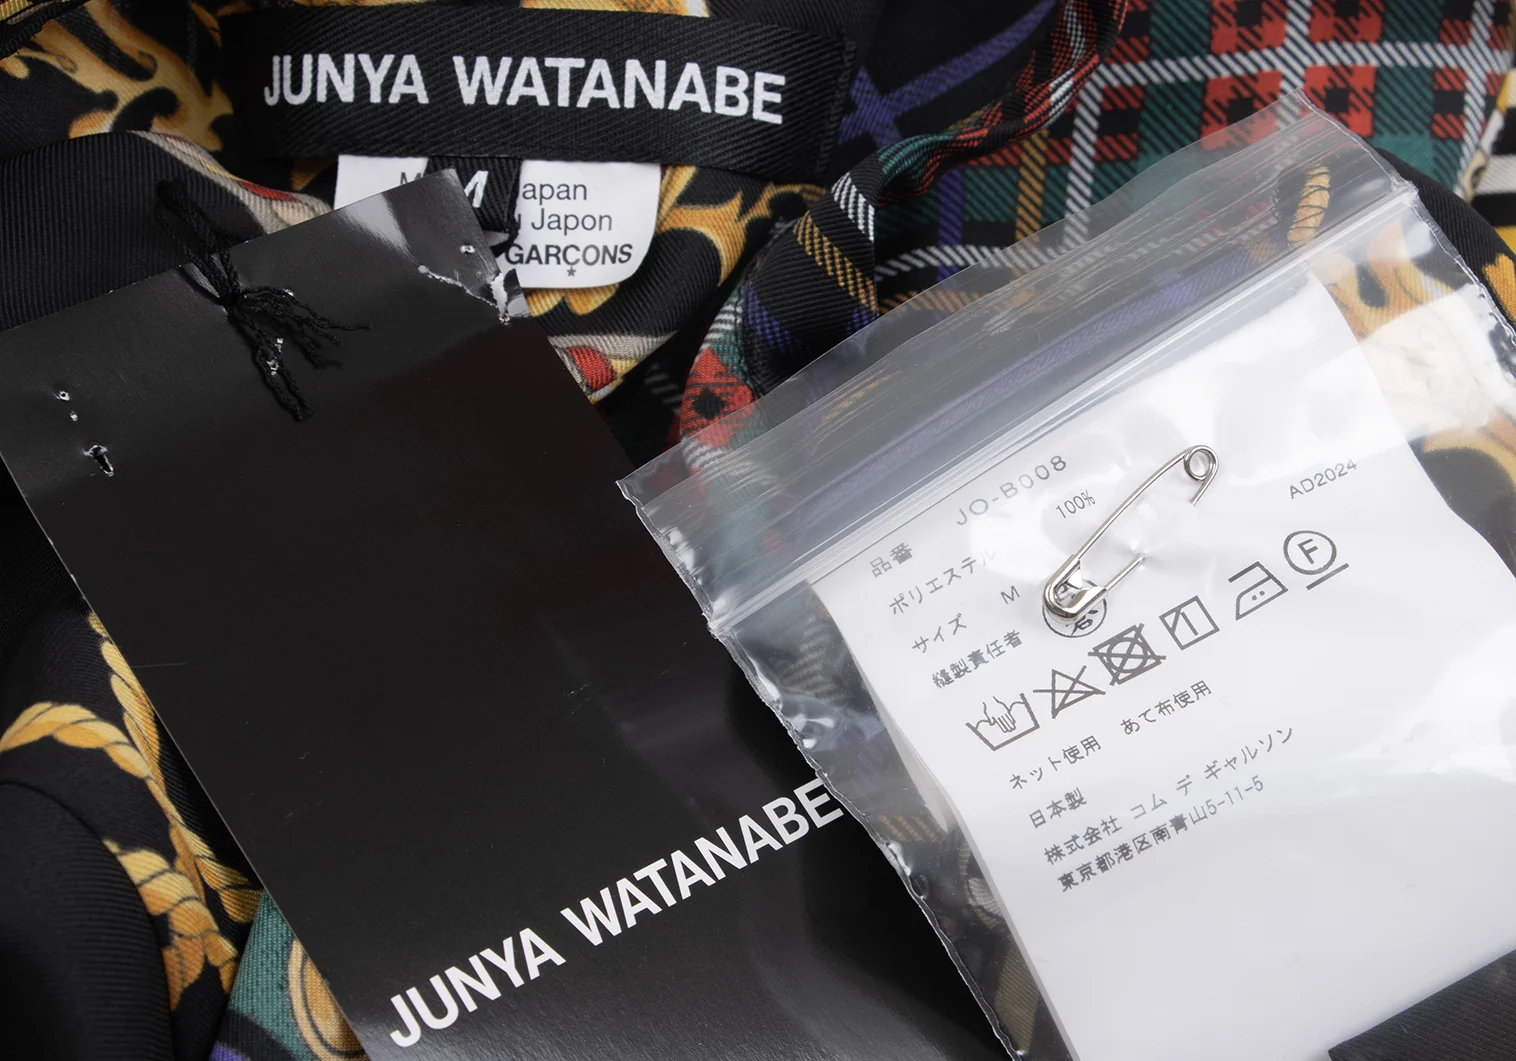 JUNYA WATANABE
M
apan
Japon
GARÇONS
JUNYA WATANABE
品番 JO-B008
ポリエステル 100%
AD2024
サイズ M
縫製責任者
ネット使用 あて布使用
日本製
株式会社 コム デ ギャルソン
東京都港区南青山5-11-5